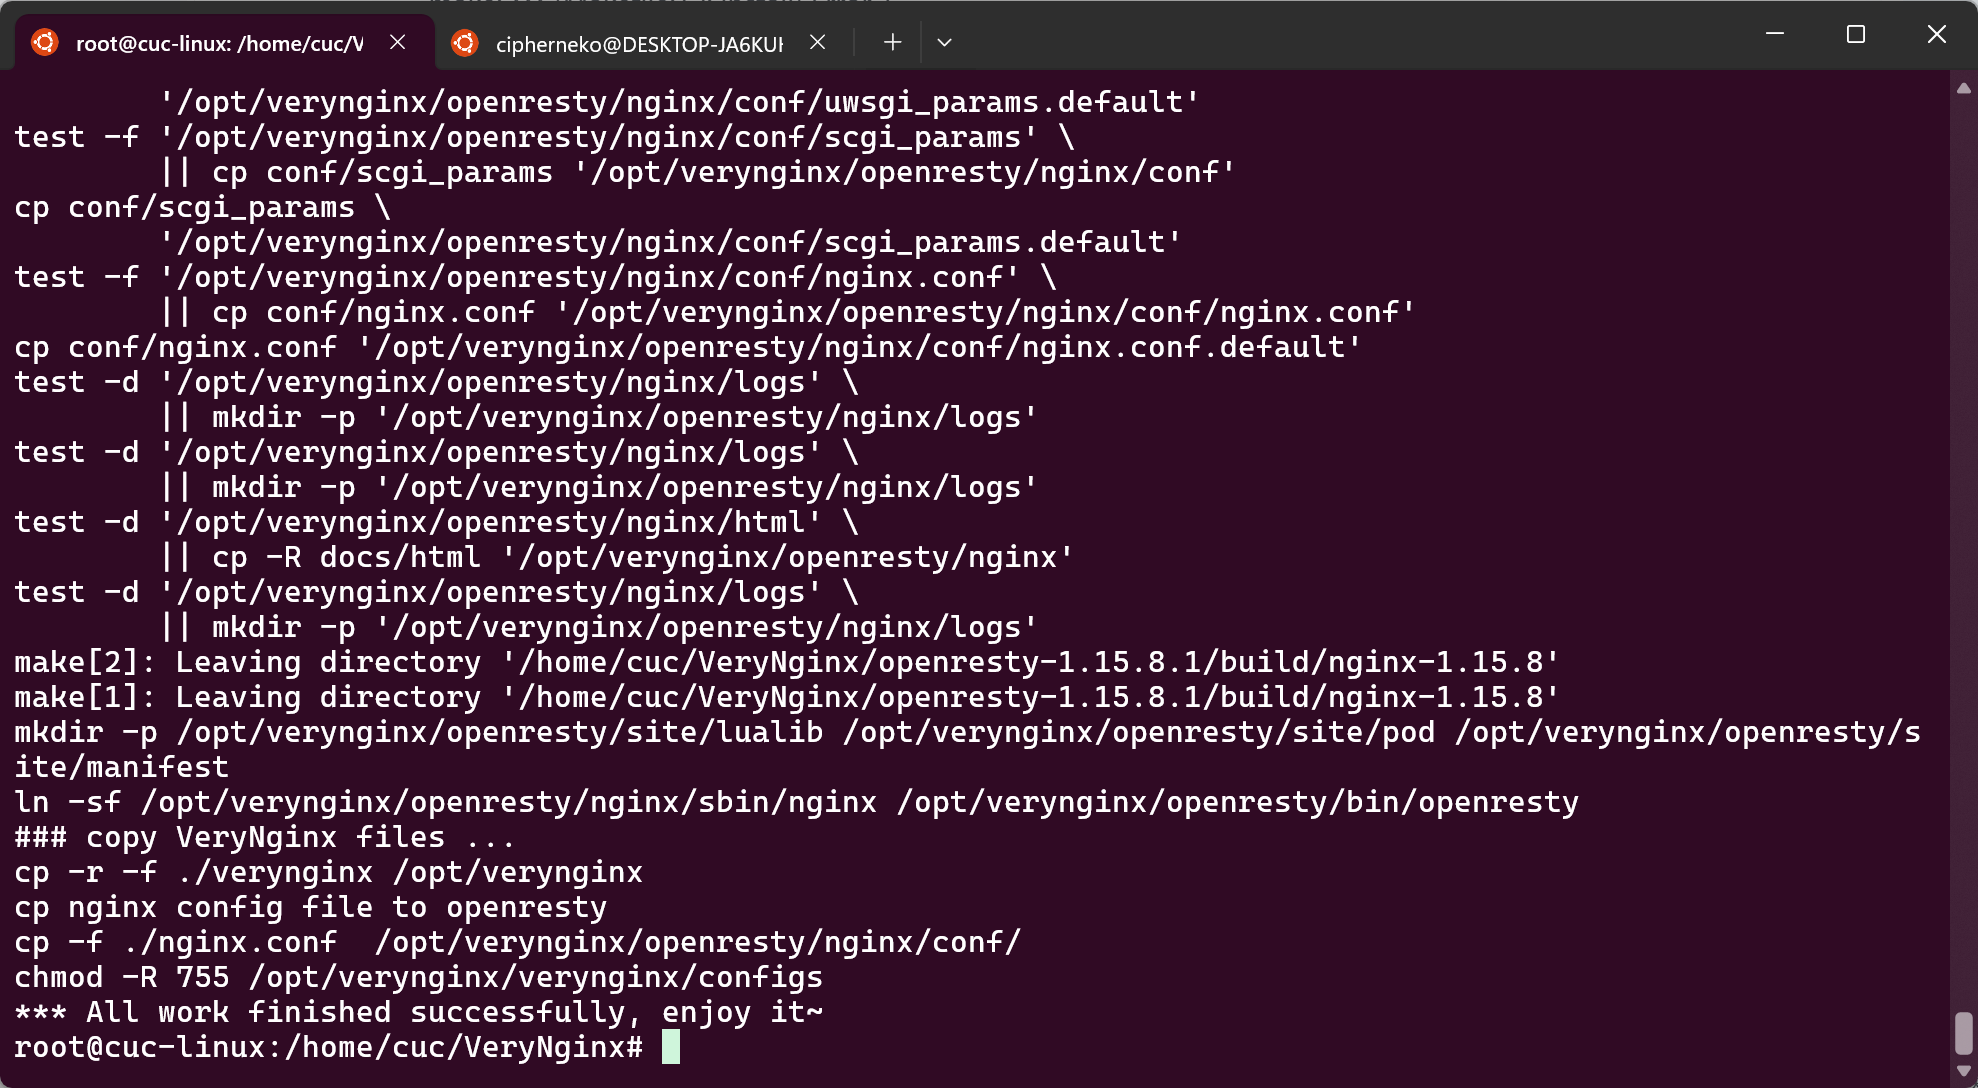 root@cuc-linux: /home/cuc/V
cipherneko@DESKTOP-JA6KU
        '/opt/verynginx/openresty/nginx/conf/uwsgi_params.default'
test -f '/opt/verynginx/openresty/nginx/conf/scgi_params' \
        || cp conf/scgi_params '/opt/verynginx/openresty/nginx/conf'
cp conf/scgi_params \
        '/opt/verynginx/openresty/nginx/conf/scgi_params.default'
test -f '/opt/verynginx/openresty/nginx/conf/nginx.conf' \
        || cp conf/nginx.conf '/opt/verynginx/openresty/nginx/conf/nginx.conf'
cp conf/nginx.conf '/opt/verynginx/openresty/nginx/conf/nginx.conf.default'
test -d '/opt/verynginx/openresty/nginx/logs' \
        || mkdir -p '/opt/verynginx/openresty/nginx/logs'
test -d '/opt/verynginx/openresty/nginx/logs' \
        || mkdir -p '/opt/verynginx/openresty/nginx/logs'
test -d '/opt/verynginx/openresty/nginx/html' \
        || cp -R docs/html '/opt/verynginx/openresty/nginx'
test -d '/opt/verynginx/openresty/nginx/logs' \
        || mkdir -p '/opt/verynginx/openresty/nginx/logs'
make[2]: Leaving directory '/home/cuc/VeryNginx/openresty-1.15.8.1/build/nginx-1.15.8'
make[1]: Leaving directory '/home/cuc/VeryNginx/openresty-1.15.8.1/build/nginx-1.15.8'
mkdir -p /opt/verynginx/openresty/site/lualib /opt/verynginx/openresty/site/pod /opt/verynginx/openresty/s
ite/manifest
ln -sf /opt/verynginx/openresty/nginx/sbin/nginx /opt/verynginx/openresty/bin/openresty
### copy VeryNginx files ...
cp -r -f ./verynginx /opt/verynginx
cp nginx config file to openresty
cp -f ./nginx.conf  /opt/verynginx/openresty/nginx/conf/
chmod -R 755 /opt/verynginx/verynginx/configs
*** All work finished successfully, enjoy it~
root@cuc-linux:/home/cuc/VeryNginx#